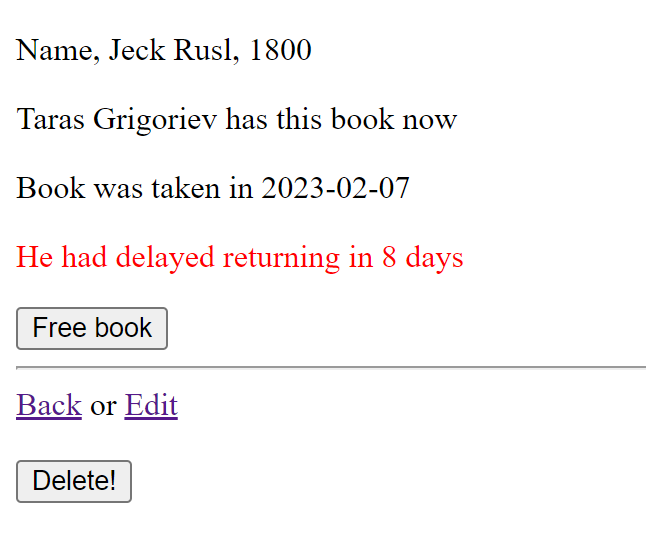 Name, Jeck Rusl, 1800
Taras Grigoriev has this book now
Book was taken in 2023-02-07
He had delayed returning in 8 days
Free book
Back or Edit
Delete!